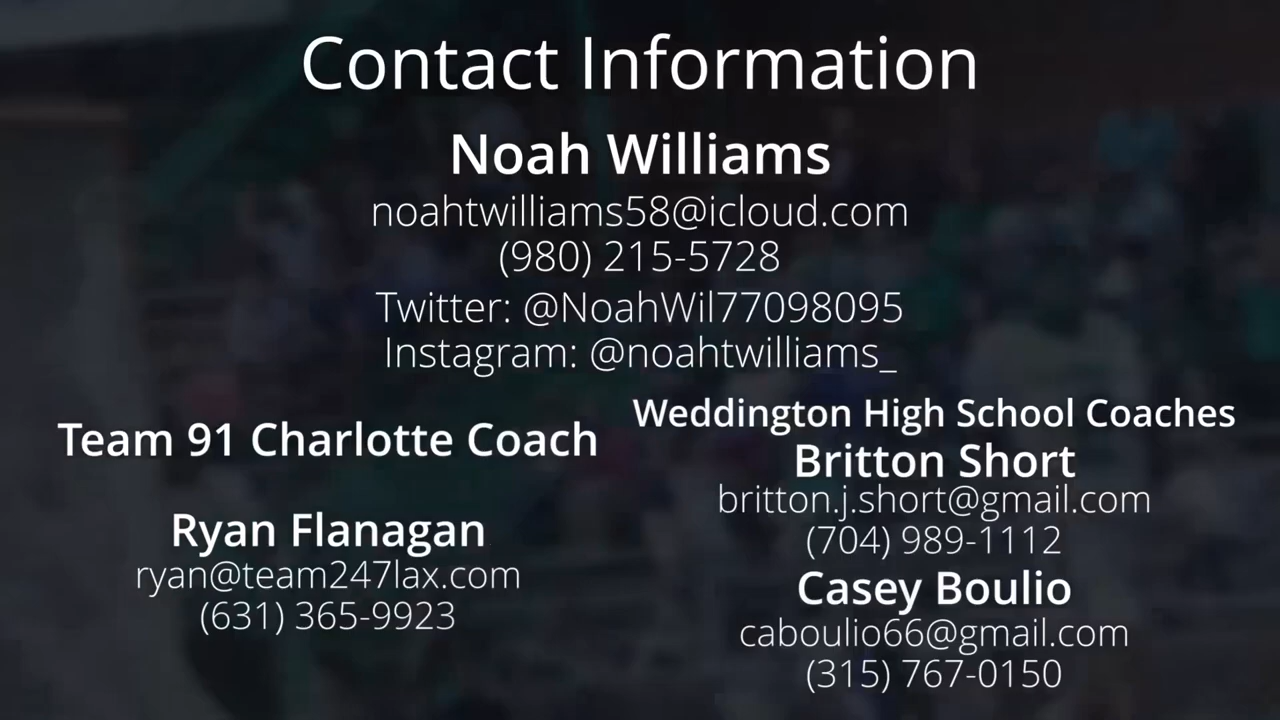 Contact Information
Noah Williams
noahtwilliams58@icloud.com
(980) 215-5728
Twitter: @NoahWil77098095
Instagram: @noahtwilliams_
Team 91 Charlotte Coach
Ryan Flanagan
ryan@team247lax.com
(631) 365-9923
Weddington High School Coaches
Britton Short
britton.j.short@gmail.com
(704) 989-1112
Casey Boulio
caboulio66@gmail.com
(315) 767-0150